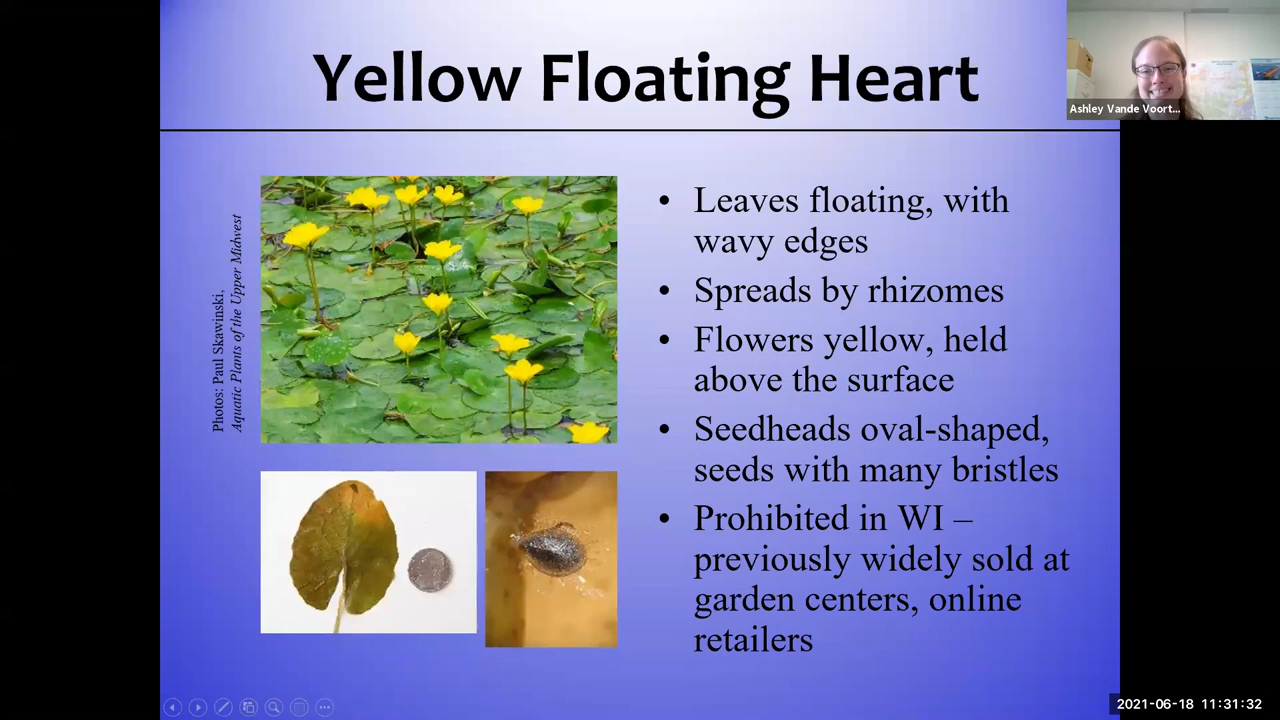 Yellow Floating Heart
Ashley Vande Voort...
Photos: Paul Skawinski,
Aquatic Plants of the Upper Midwest
• Leaves floating, with
wavy edges
• Spreads by rhizomes
• Flowers yellow, held
above the surface
• Seedheads oval-shaped,
seeds with many bristles
• Prohibited in WI –
previously widely sold at
garden centers, online
retailers
2021-06-18 11:31:32